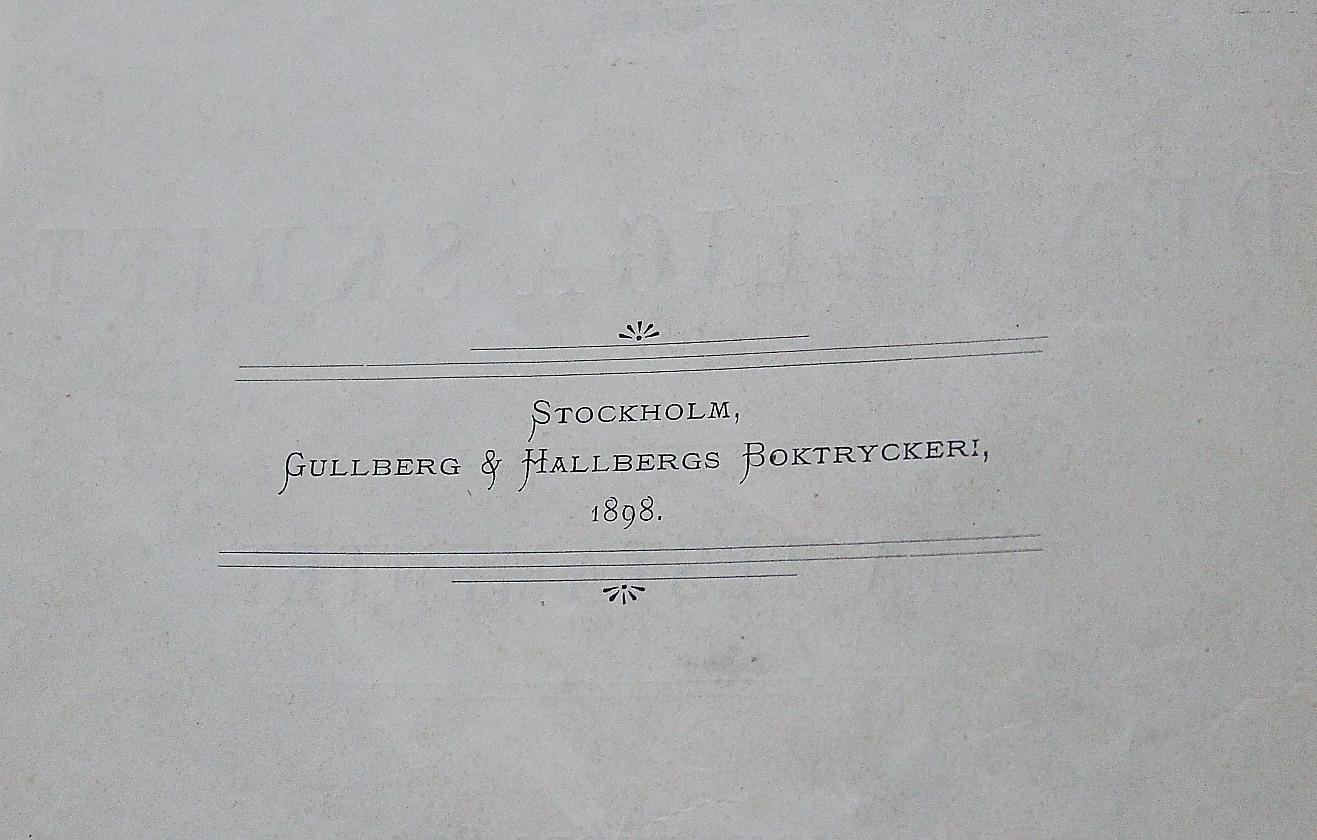 STOCKHOLM,
GULLBERG & HALLBERGS BOKTRYCKERI,
1898.